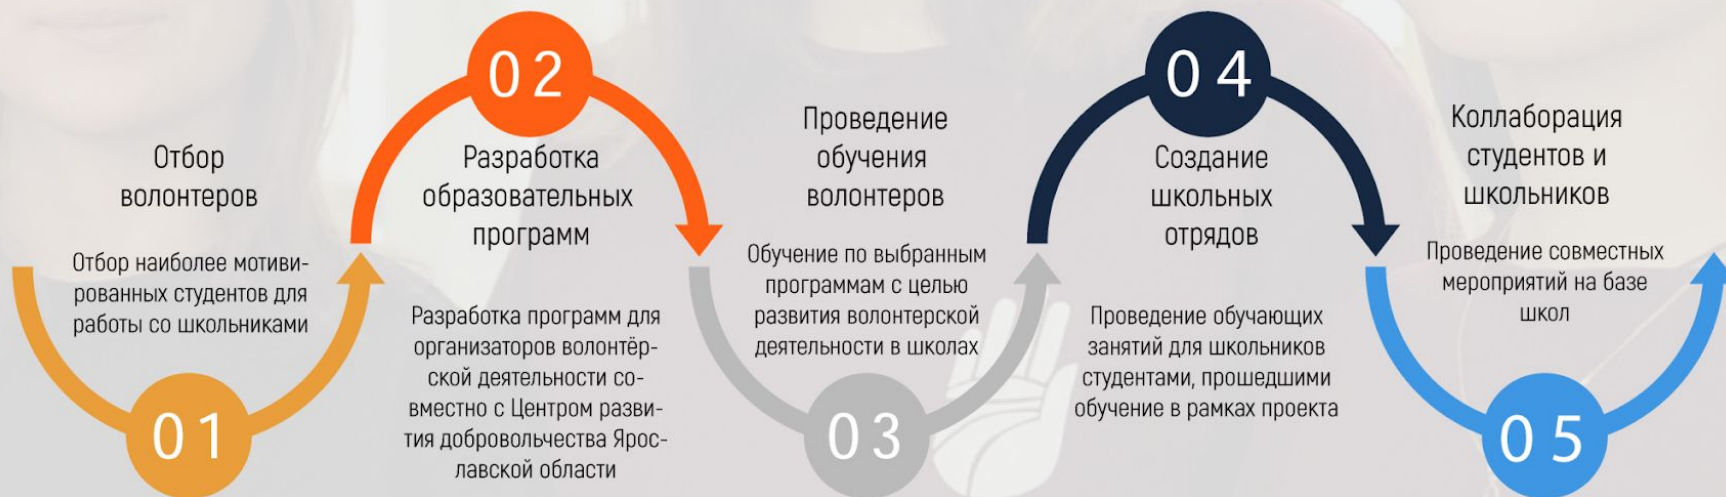 01
Отбор
волонтеров
Отбор наиболее мотиви-
рованных студентов для
работы со школьниками
02
Разработка
образовательных
программ
Разработка программ для
организаторов волонтёр-
ской деятельности со-
вместно с Центром разви-
тия добровольчества Ярос-
лавской области
03
Проведение
обучения
волонтеров
Обучение по выбранным
программам с целью
развития волонтерской
деятельности в школах
04
Создание
школьных
отрядов
Проведение обучающих
занятий для школьников
студентами, прошедшими
обучение в рамках проекта
05
Коллаборация
студентов и
школьников
Проведение совместных
мероприятий на базе
школ